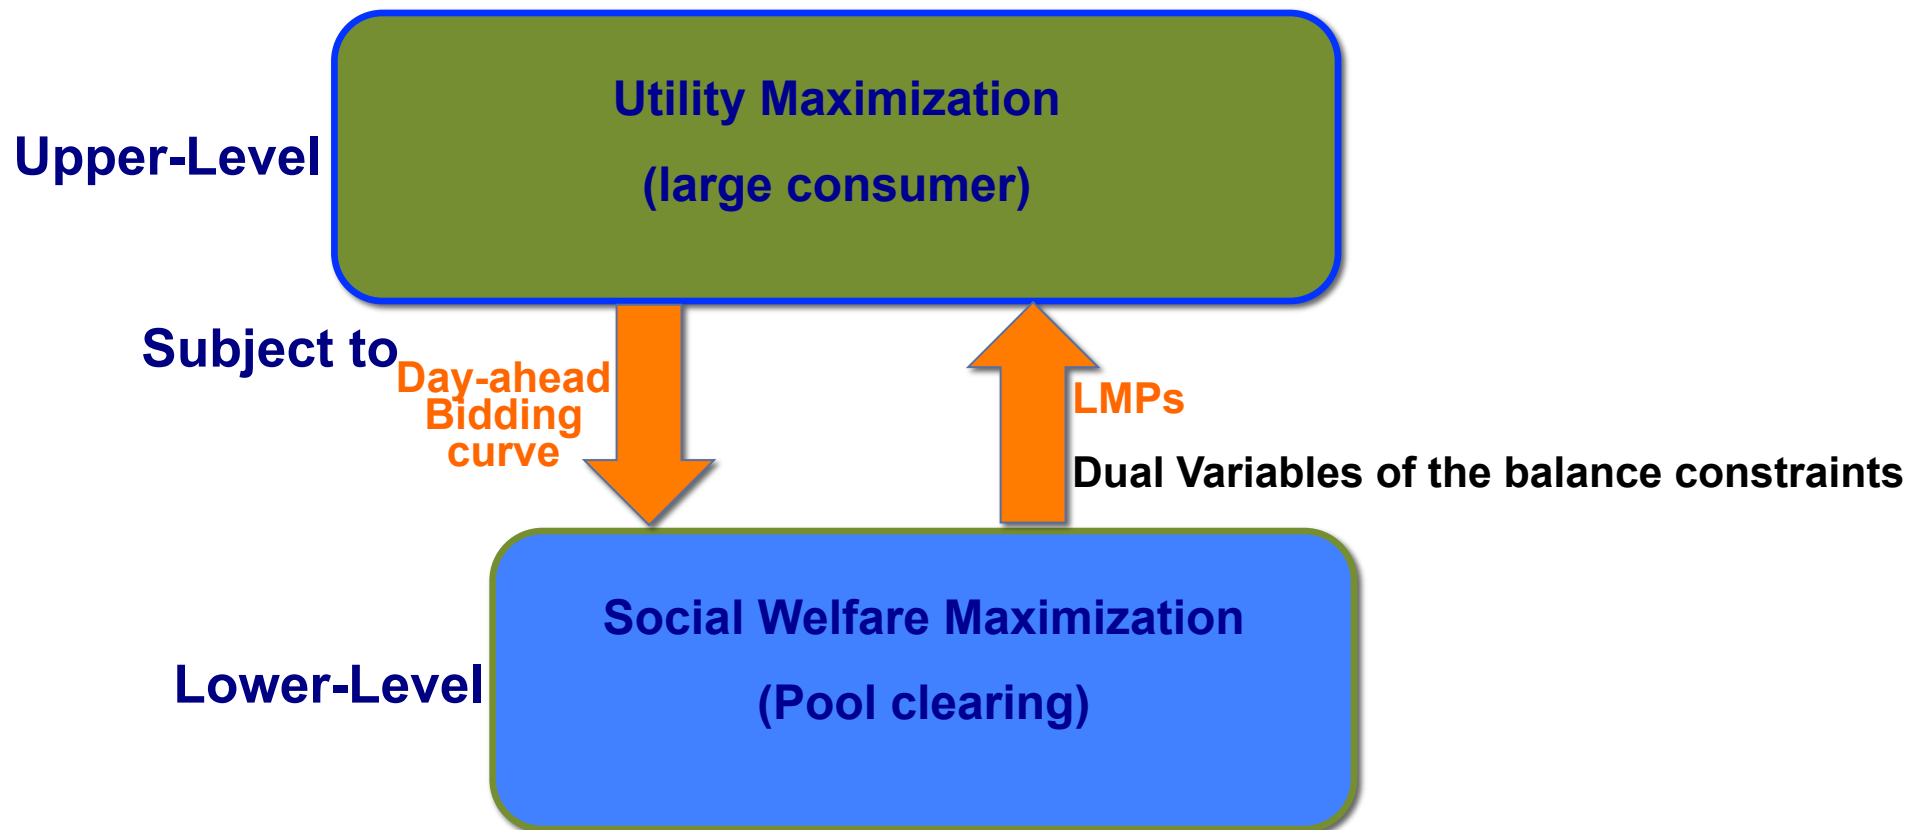 Utility Maximization
(large consumer)
Upper-Level
Subject to
Day-ahead
Bidding
curve
LMPs
Dual Variables of the balance constraints
Social Welfare Maximization
(Pool clearing)
Lower-Level